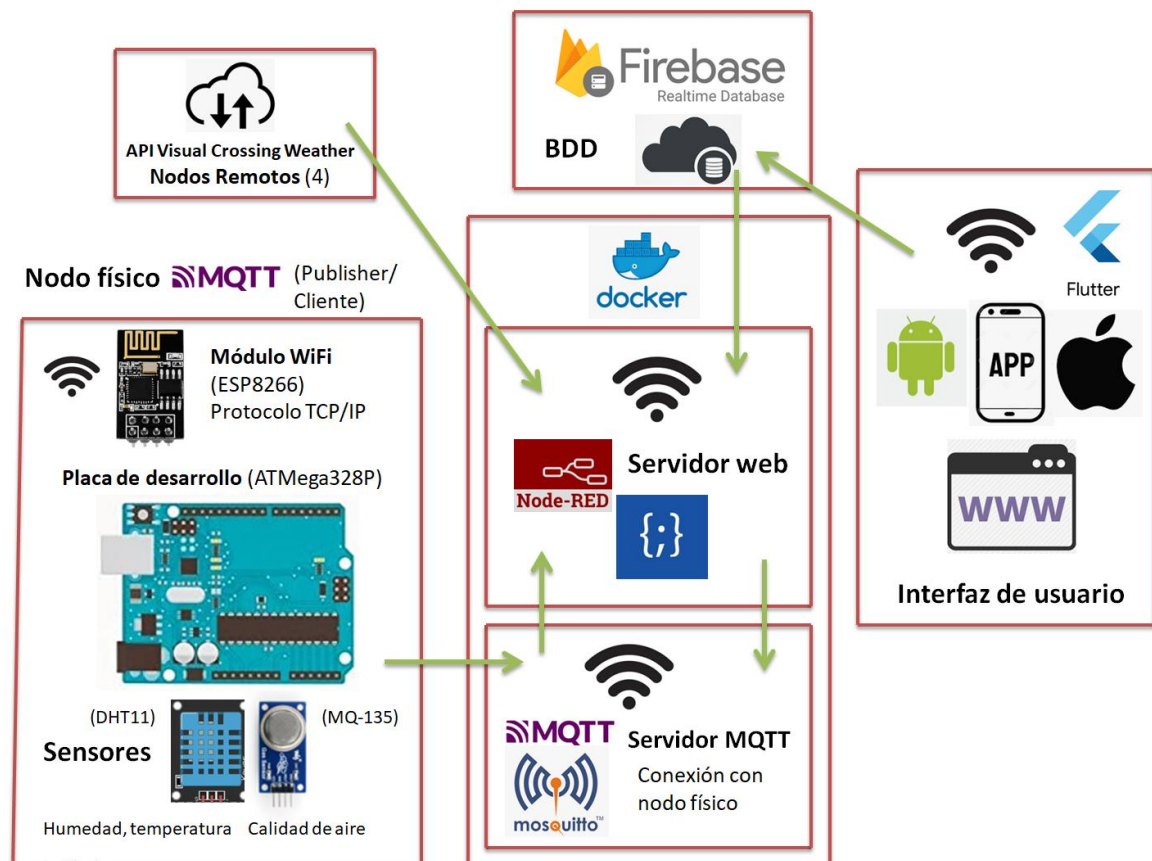 API Visual Crossing Weather
Nodos Remotos (4)
Firebase
Realtime Database
BDD
Nodo físico MQTT (Publisher/
Cliente)
Módulo WiFi
(ESP8266)
Protocolo TCP/IP
Placa de desarrollo (ATMega328P)
(DHT11)
(MQ-135)
Sensores
Humedad, temperatura
Calidad de aire
docker
Node-RED
Servidor web
{;}
MQTT
mosquitto™
Servidor MQTT
Conexión con
nodo físico
Flutter
APP
WWW
Interfaz de usuario